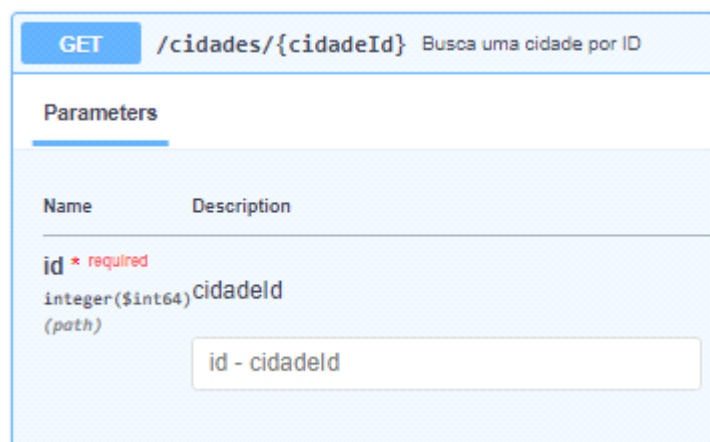 GET /cidades/{cidadeId} Busca uma cidade por ID
Parameters
Name Description
id * required
integer($int64) cidadeId
(path)
id - cidadeId